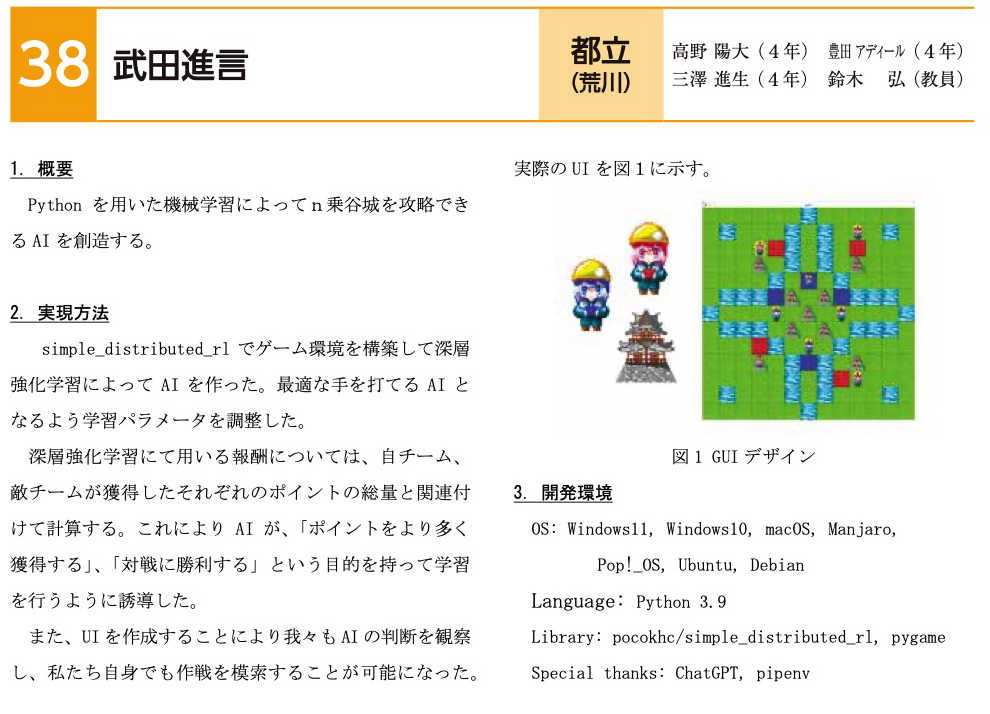 38 武田進言
都立
(荒川)
高野 陽大（４年） 豊田 アディール（４年）
三澤 進生（４年） 鈴木 弘（教員）
1. 概要
Python を用いた機械学習によってｎ乗谷城を攻略でき
る AI を創造する。
2. 実現方法
simple_distributed_rl でゲーム環境を構築して深層
強化学習によって AI を作った。最適な手を打てる AI と
なるよう学習パラメータを調整した。
深層強化学習にて用いる報酬については、自チーム、
敵チームが獲得したそれぞれのポイントの総量と関連付
けて計算する。これにより AI が、「ポイントをより多く
獲得する」、「対戦に勝利する」という目的を持って学習
を行うように誘導した。
また、UI を作成することにより我々も AI の判断を観察
し、私たち自身でも作戦を模索することが可能になった。
実際の UI を図１に示す。
図 1 GUI デザイン
3. 開発環境
OS: Windows11, Windows10, macOS, Manjaro,
Pop!_OS, Ubuntu, Debian
Language: Python 3.9
Library: pocokhc/simple_distributed_rl, pygame
Special thanks: ChatGPT, pipenv